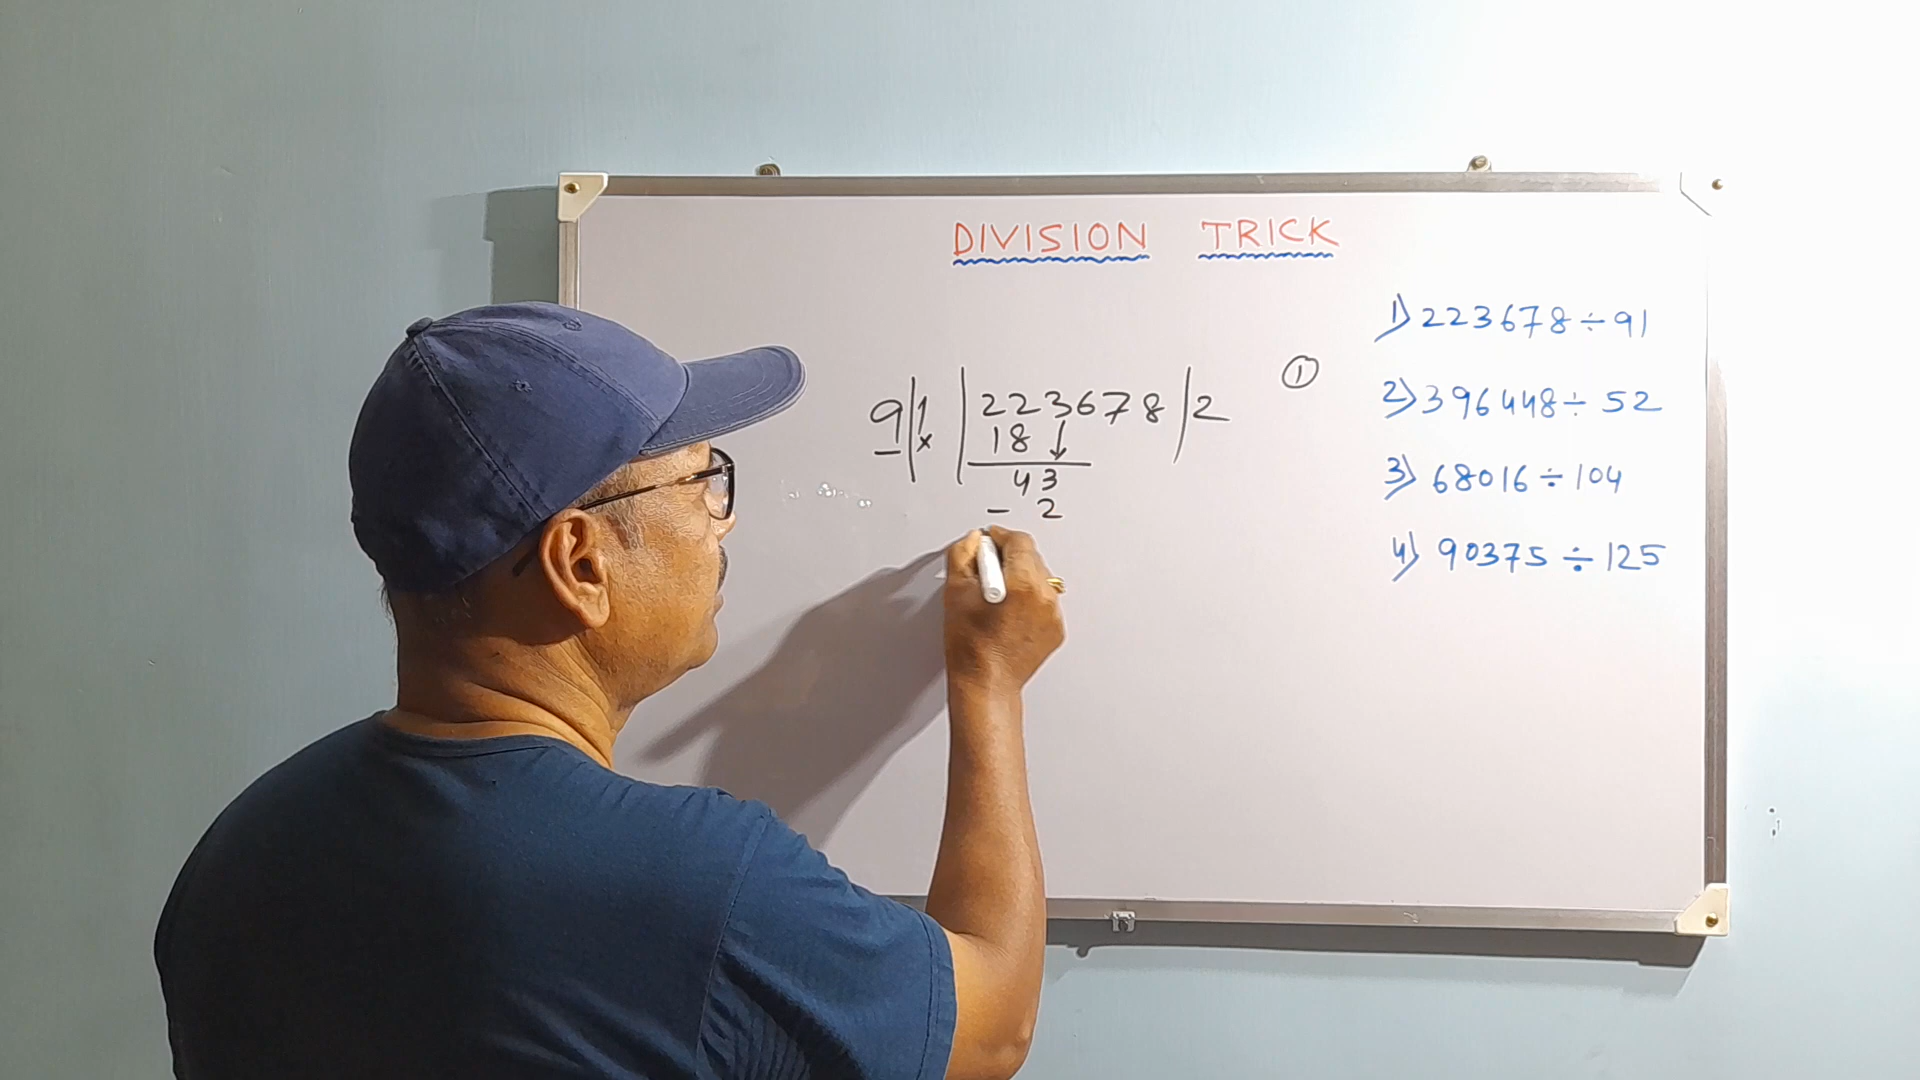 DIVISION TRICK
1) 223678 ÷ 91
2) 396448 ÷ 52
3) 68016 ÷ 104
4) 90375 ÷ 125
①
9 | 1 | 223678 | 2
× 18 ↓
43
- 2